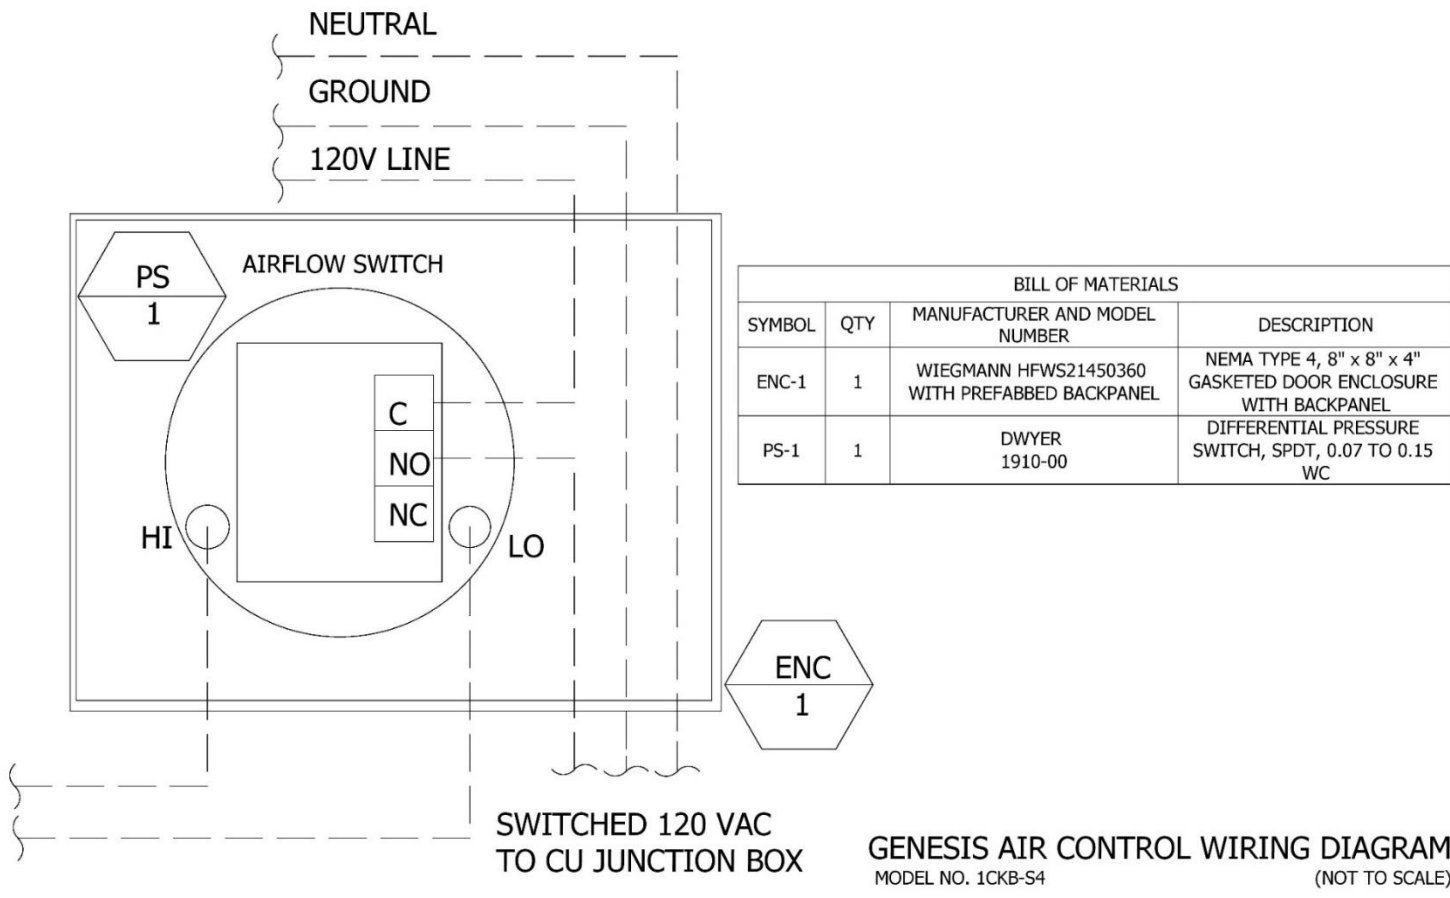 NEUTRAL
GROUND
120V LINE
PS
1
AIRFLOW SWITCH
C
NO
NC
HI
LO
BILL OF MATERIALS
SYMBOL
QTY
MANUFACTURER AND MODEL
NUMBER
DESCRIPTION
ENC-1
1
WIEGMANN HFWS21450360
WITH PREFABBED BACKPANEL
NEMA TYPE 4, 8" x 8" x 4"
GASKETED DOOR ENCLOSURE
WITH BACKPANEL
PS-1
1
DWYER
1910-00
DIFFERENTIAL PRESSURE
SWITCH, SPDT, 0.07 TO 0.15
WC
ENC
1
SWITCHED 120 VAC
TO CU JUNCTION BOX
GENESIS AIR CONTROL WIRING DIAGRAM
MODEL NO. 1CKB-S4
(NOT TO SCALE)